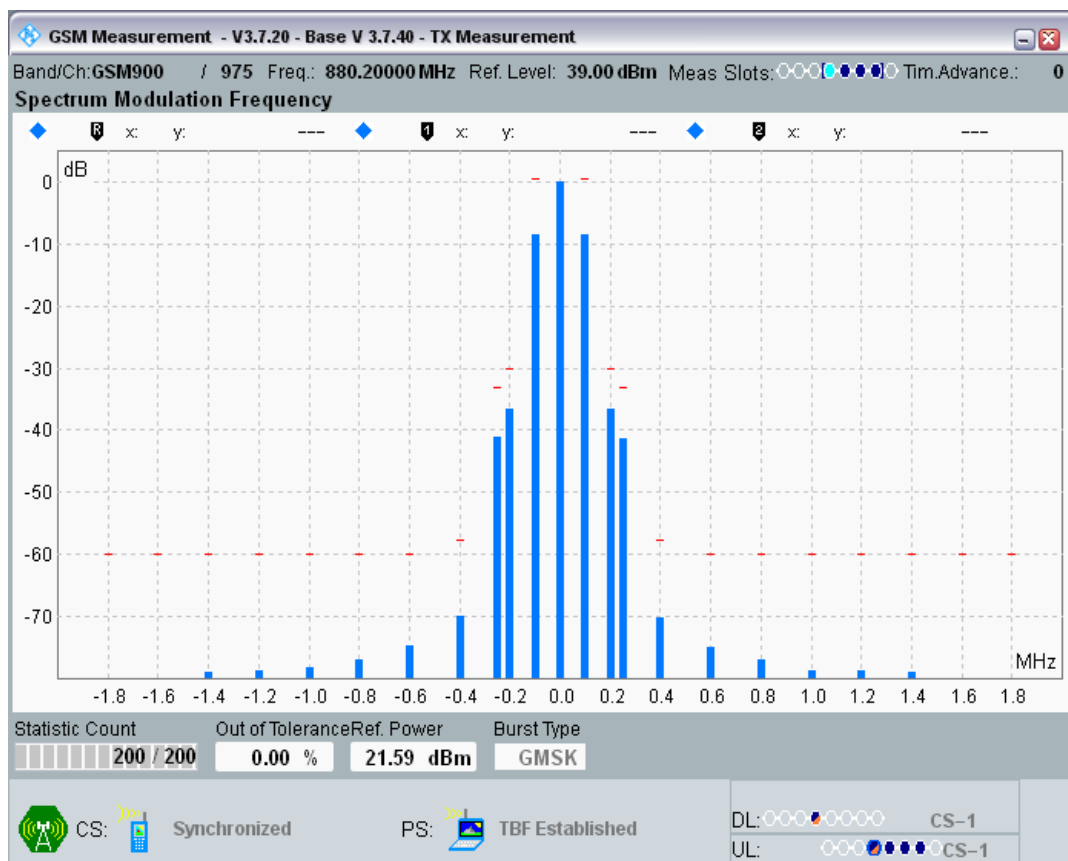 GSM Measurement - V3.7.20 - Base V 3.7.40 - TX Measurement
Band/Ch:GSM900 / 975 Freq.: 880.20000 MHz Ref. Level: 39.00 dBm Meas Slots: Tim.Advance.: 0
Spectrum Modulation Frequency
R x: y: --- 1 x: y: --- 2 x: y: ---
dB
0
-10
-20
-30
-40
-50
-60
-70
MHz
-1.8 -1.6 -1.4 -1.2 -1.0 -0.8 -0.6 -0.4 -0.2 0.0 0.2 0.4 0.6 0.8 1.0 1.2 1.4 1.6 1.8
Statistic Count Out of Tolerance Ref. Power Burst Type
200 / 200 0.00 % 21.59 dBm GMSK
CS: Synchronized PS: TBF Established DL: CS-1
UL: CS-1